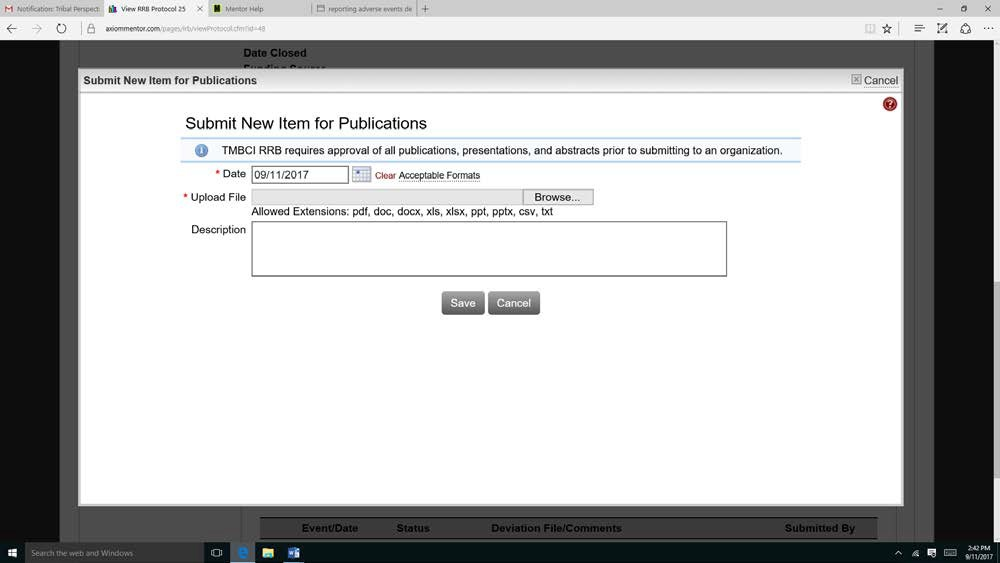 Notification: Tribal Perspect
View RRB Protocol 25
Mentor Help
reporting adverse events de
axiommentor.com/pages/irb/viewProtocol.cfm?id=48
Date Closed
Funding Source
Submit New Item for Publications
Cancel
Submit New Item for Publications
TMBCI RRB requires approval of all publications, presentations, and abstracts prior to submitting to an organization.
* Date 09/11/2017 Clear Acceptable Formats
* Upload File Browse...
Allowed Extensions: pdf, doc, docx, xls, xlsx, ppt, pptx, csv, txt
Description
Save Cancel
Event/Date Status Deviation File/Comments Submitted By
Search the web and Windows
2:42 PM
9/11/2017